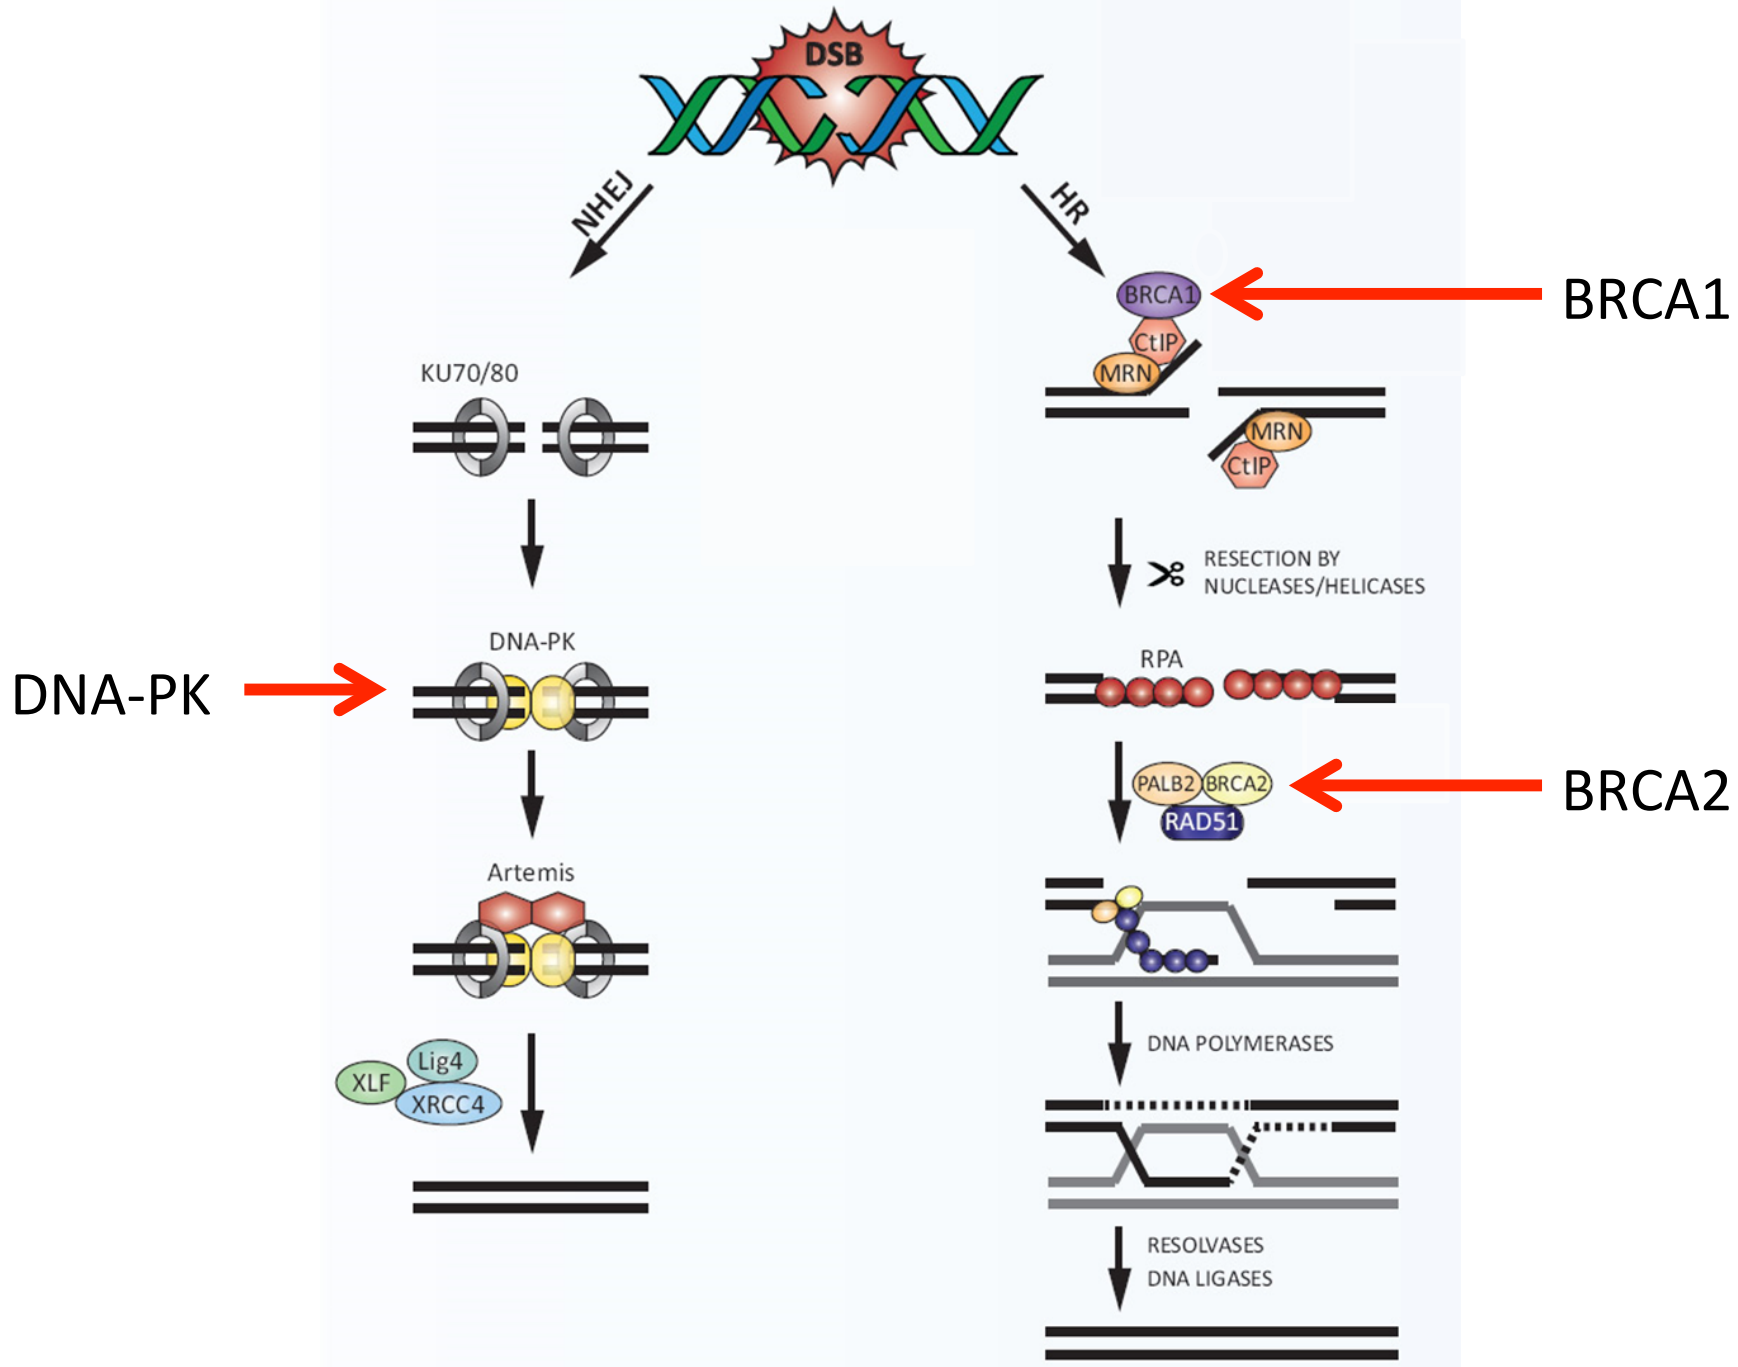 DSB
NHEJ
HR
BRCA1
BRCA1
CtIP
MRN
KU70/80
MRN
CtIP
RESECTION BY
NUCLEASES/HELICASES
DNA-PK
DNA-PK
RPA
PALB2
BRCA2
BRCA2
RAD51
Artemis
DNA POLYMERASES
Lig4
XLF
XRCC4
RESOLVASES
DNA LIGASES